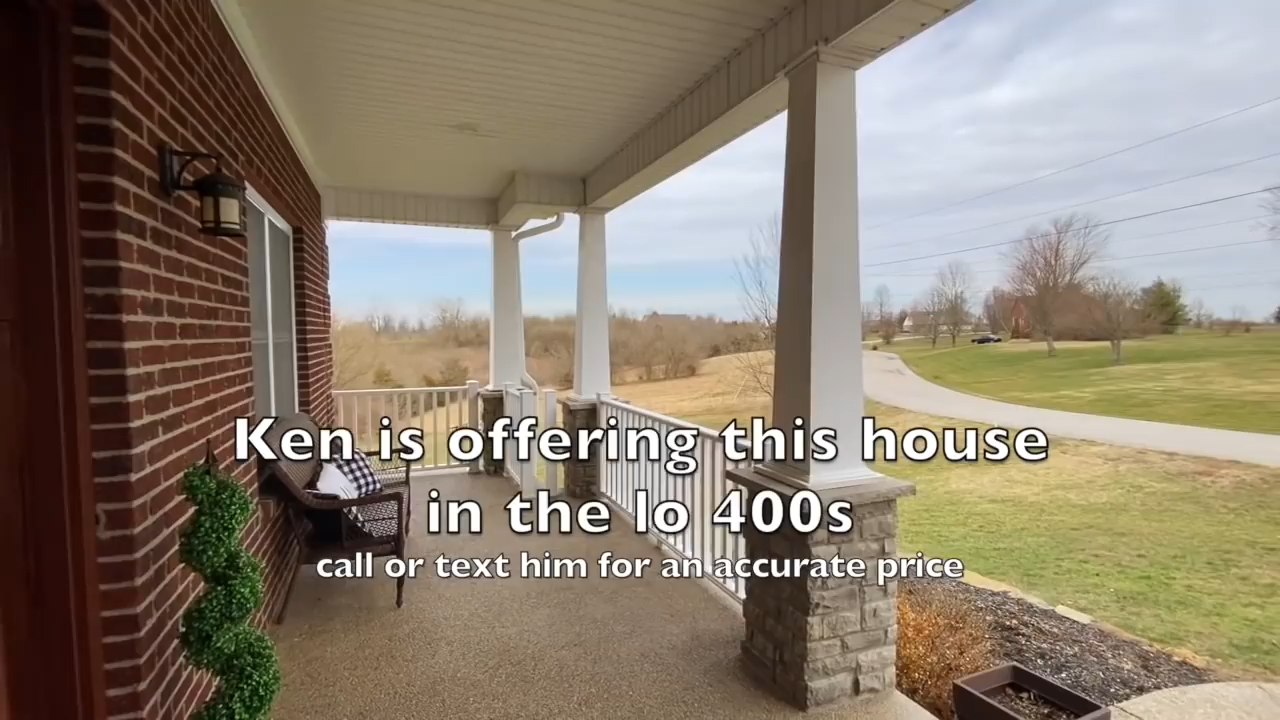 Ken is offering this house
in the lo 400s
call or text him for an accurate price